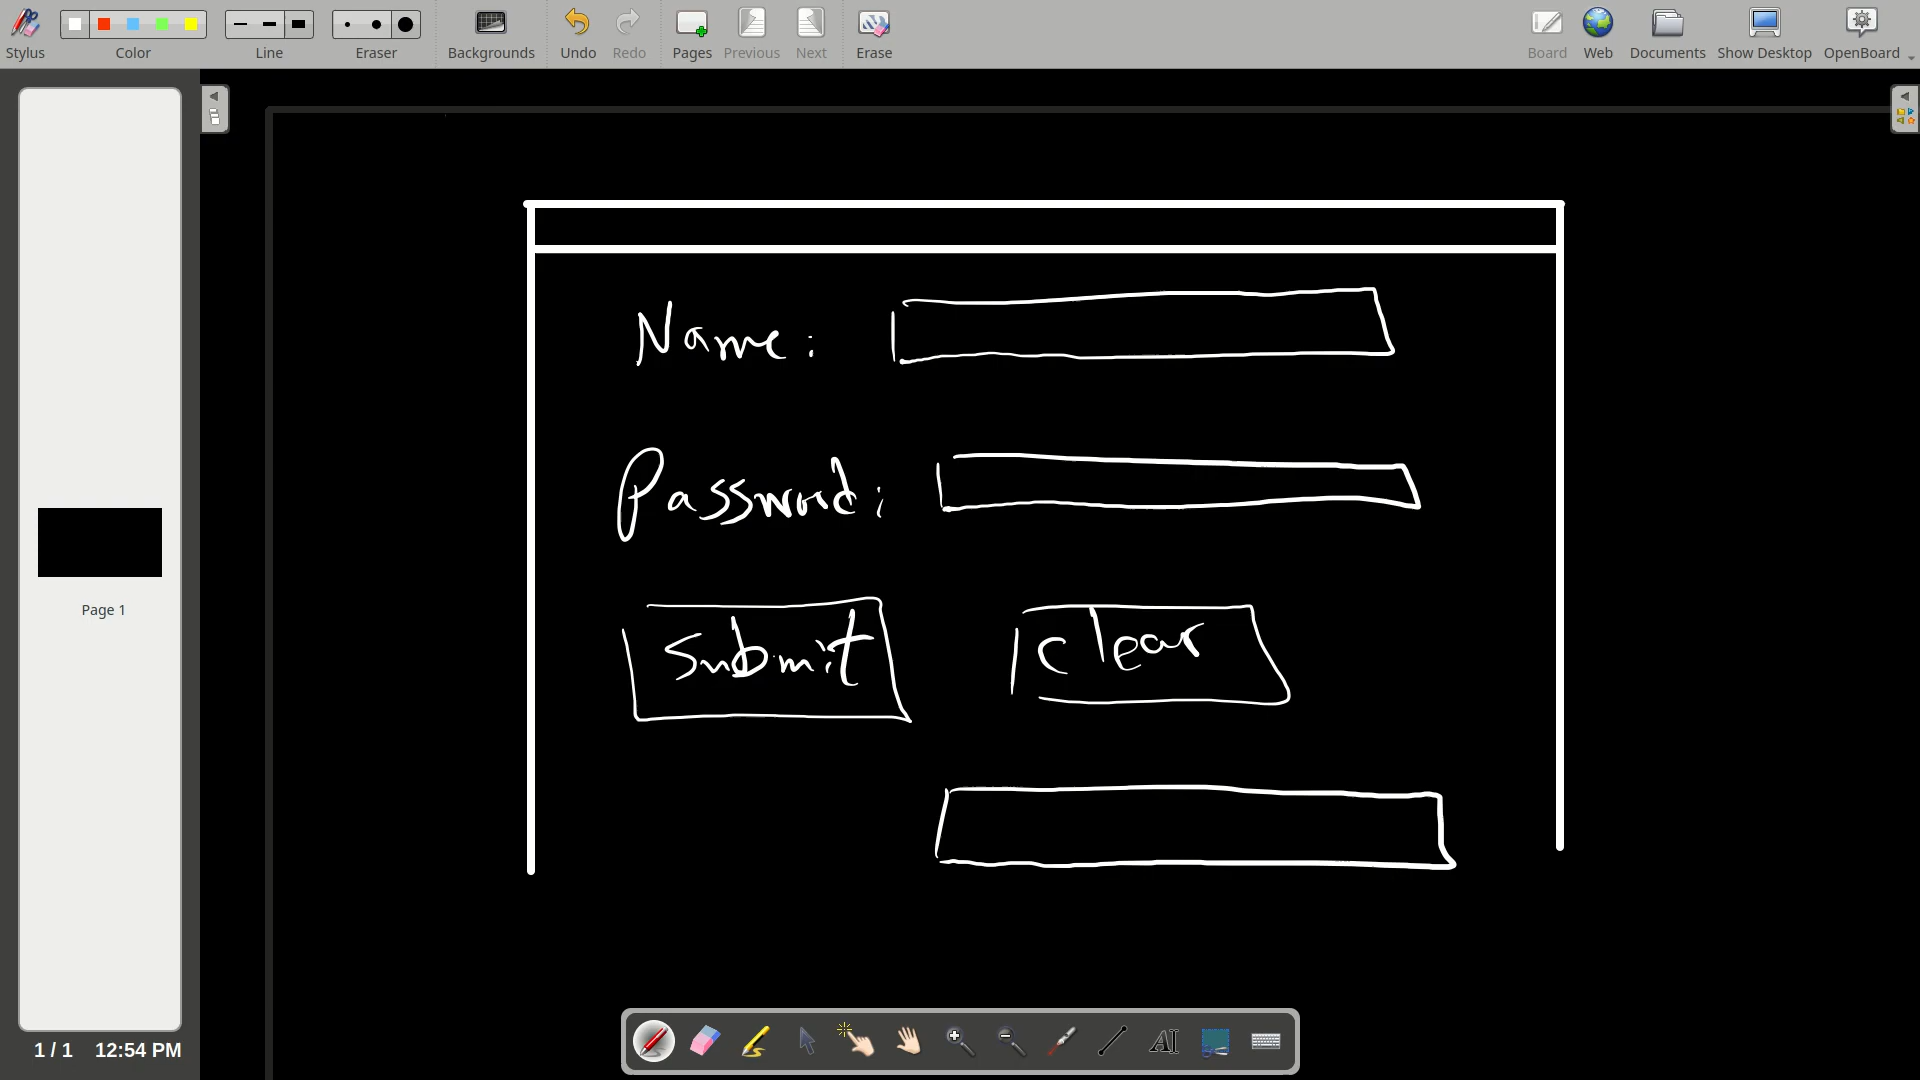 Stylus Color Line Eraser Backgrounds Undo Redo Pages Previous Next Erase Board Web Documents Show Desktop OpenBoard
Name:
Password:
Submit clear
Page 1
1 / 1 12:54 PM
AI